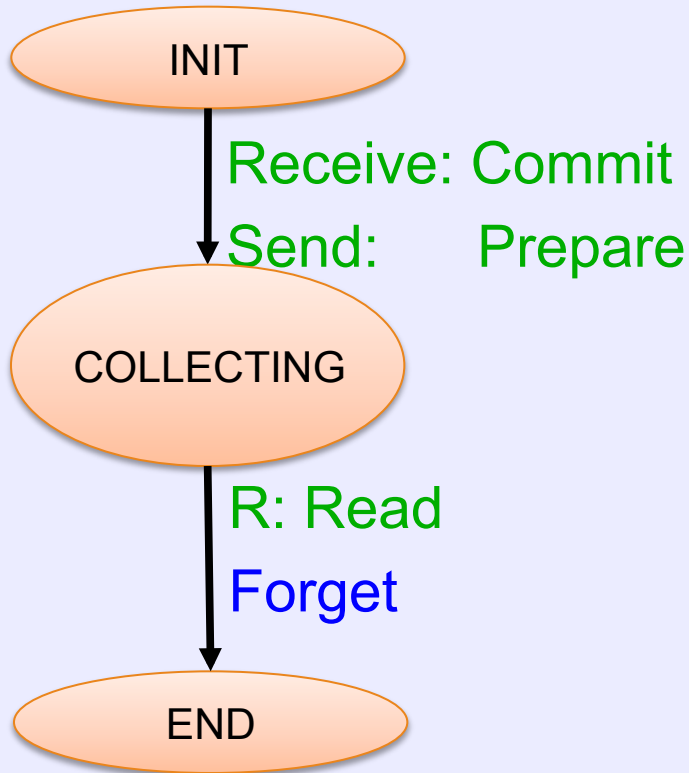 INIT
Receive: Commit
Send: Prepare
COLLECTING
R: Read
Forget
END